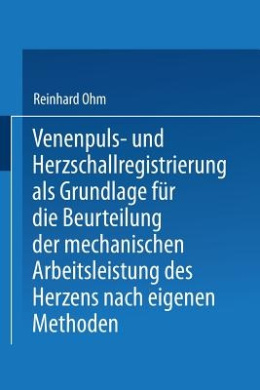 Reinhard Ohm
Venenpuls- und
Herzschallregistrierung
als Grundlage für
die Beurteilung
der mechanischen
Arbeitsleistung des
Herzens nach eigenen
Methoden